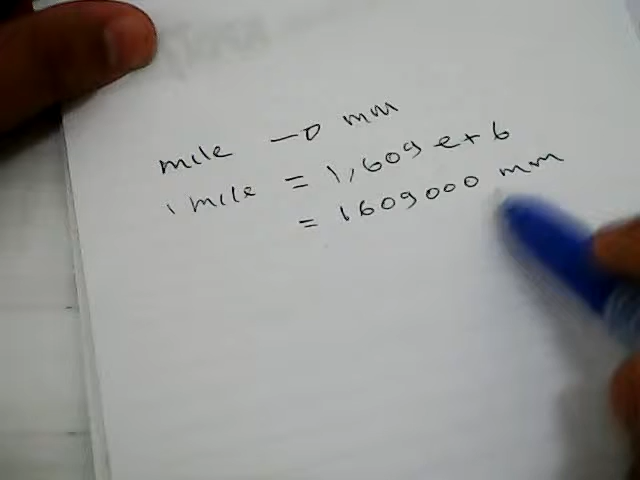 mile → mm
1 mile = 1,609 e+6
= 1609000 mm